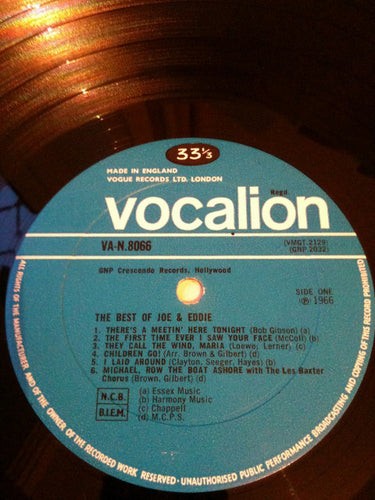 33⅓
MADE IN ENGLAND
VOGUE RECORDS LTD. LONDON
Regd.
vocalion
VA-N.8066
(VMGT.2129)
(GNP.2032)
GNP Crescendo Records, Hollywood
SIDE ONE
℗ 1966
THE BEST OF JOE & EDDIE
1. THERE'S A MEETIN' HERE TONIGHT (Bob Gibson) (a)
2. THE FIRST TIME EVER I SAW YOUR FACE (McColl) (b)
3. THEY CALL THE WIND, MARIA (Loewe, Lerner) (c)
4. CHILDREN GO! (Arr. Brown & Gilbert) (d)
5. I LAID AROUND (Clayton, Seeger, Hayes) (a)
6. MICHAEL, ROW THE BOAT ASHORE with The Les Baxter
Chorus (Brown, Gilbert) (d)
N.C.B.
B.I.E.M.
(a) Essex Music
(b) Harmony Music
(c) Chappell
(d) M.C.P.S.
ALL RIGHTS OF THE MANUFACTURER AND OF THE OWNER OF THE RECORDED WORK RESERVED · UNAUTHORISED PUBLIC PERFORMANCE BROADCASTING AND COPYING OF THIS RECORD PROHIBITED